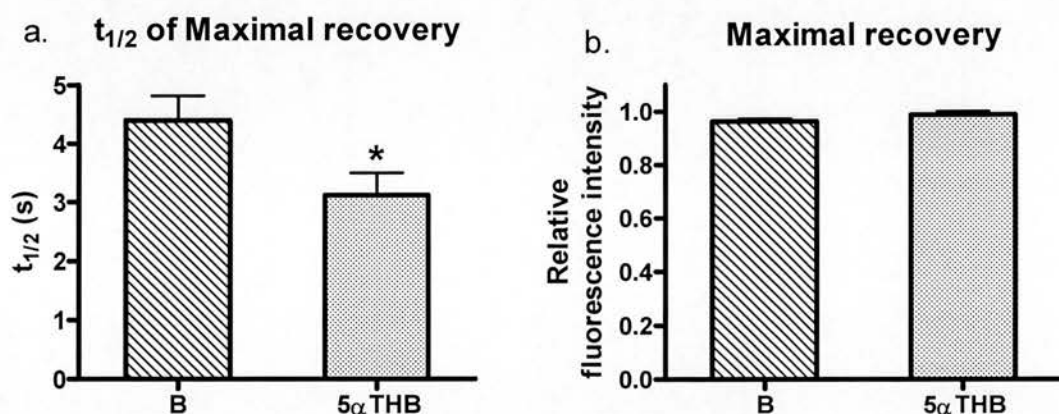 a. t1/2 of Maximal recovery
t1/2 (s)
5
4
3
2
1
0
*
B 5α THB
b. Maximal recovery
Relative
fluorescence intensity
1.0
0.8
0.6
0.4
0.2
0.0
B 5α THB